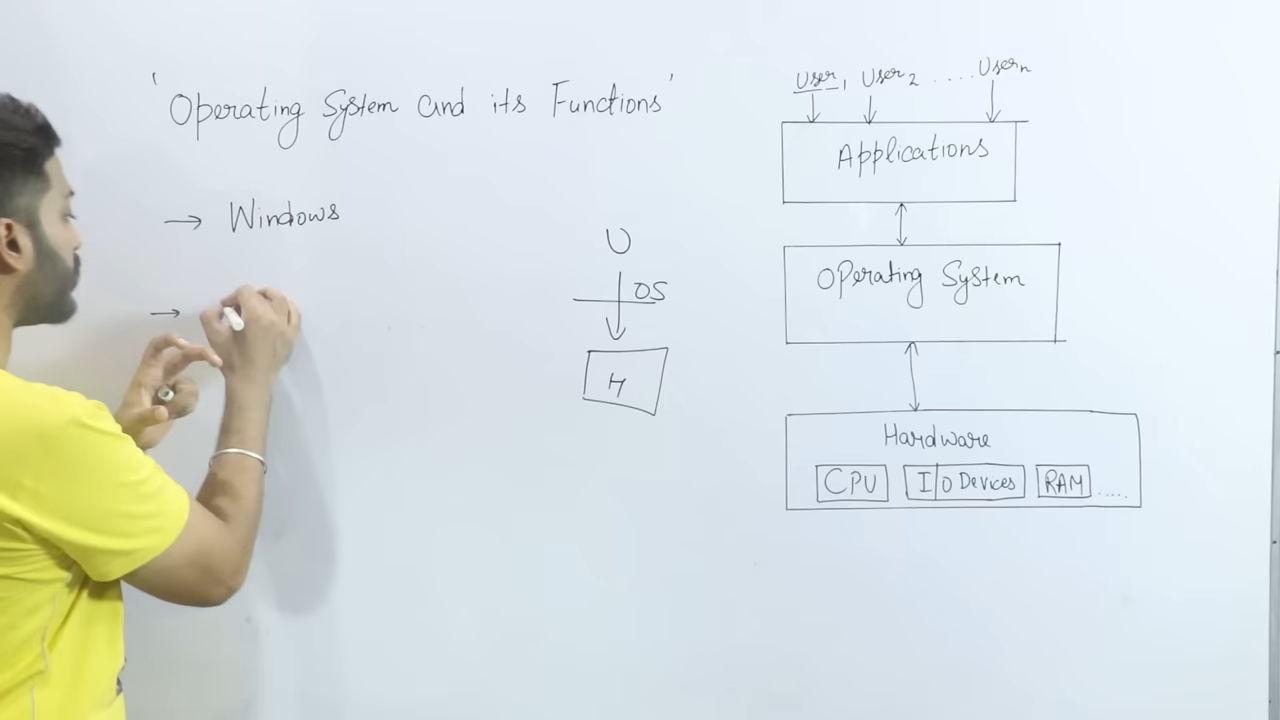 'Operating System and its Functions'
→ Windows
→
U
OS
H
User1 User2 ..... Usern
Applications
Operating System
Hardware
CPU I/O Devices RAM .....